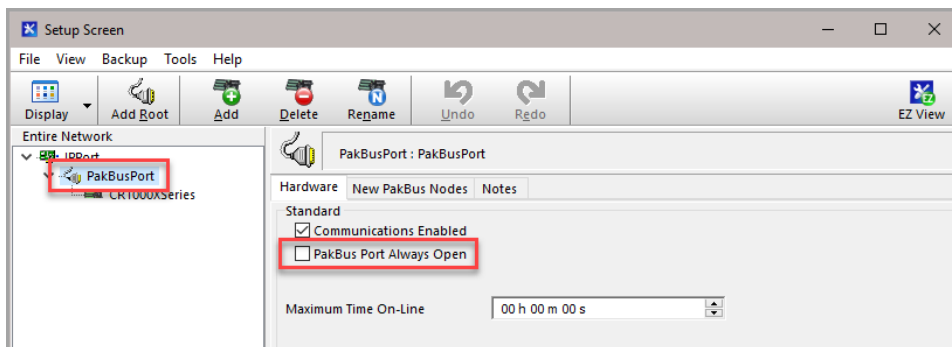 Setup Screen
File View Backup Tools Help
Display Add Root Add Delete Rename Undo Redo EZ View
Entire Network
IPPort
PakBusPort
CR1000XSeries
PakBusPort : PakBusPort
Hardware New PakBus Nodes Notes
Standard
Communications Enabled
PakBus Port Always Open
Maximum Time On-Line 00 h 00 m 00 s